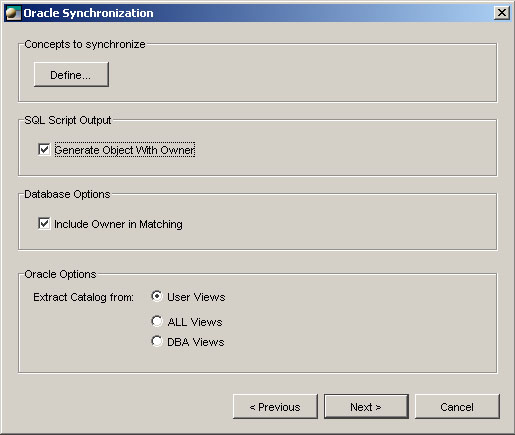 Oracle Synchronization
Concepts to synchronize
Define...
SQL Script Output
Generate Object With Owner
Database Options
Include Owner in Matching
Oracle Options
Extract Catalog from: User Views
ALL Views
DBA Views
< Previous Next > Cancel